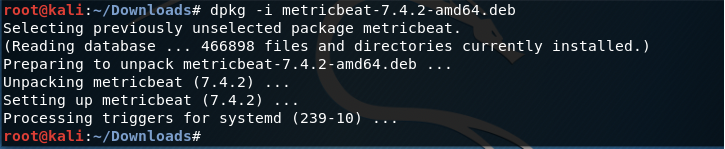 root@kali:~/Downloads# dpkg -i metricbeat-7.4.2-amd64.deb
Selecting previously unselected package metricbeat.
(Reading database ... 466898 files and directories currently installed.)
Preparing to unpack metricbeat-7.4.2-amd64.deb ...
Unpacking metricbeat (7.4.2) ...
Setting up metricbeat (7.4.2) ...
Processing triggers for systemd (239-10) ...
root@kali:~/Downloads#